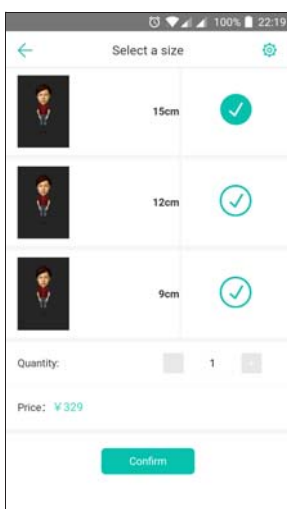 100% 22:19
Select a size
15cm
12cm
9cm
Quantity: - 1 +
Price: ¥329
Confirm